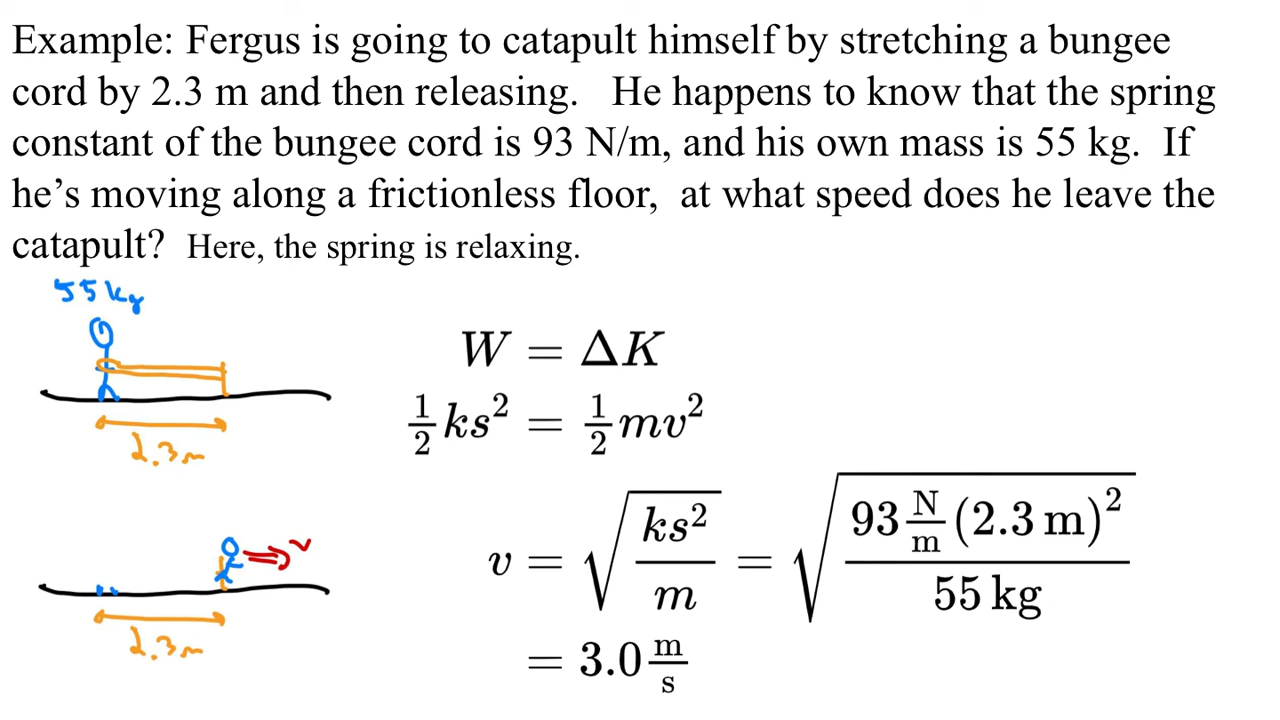 Example: Fergus is going to catapult himself by stretching a bungee
cord by 2.3 m and then releasing. He happens to know that the spring
constant of the bungee cord is 93 N/m, and his own mass is 55 kg. If
he's moving along a frictionless floor, at what speed does he leave the
catapult? Here, the spring is relaxing.
55 kg
2.3 m
W = ΔK
½ks² = ½mv²
v = √(ks²/m) = √(93 N/m (2.3 m)²/55 kg)
= 3.0 m/s
v
2.3 m